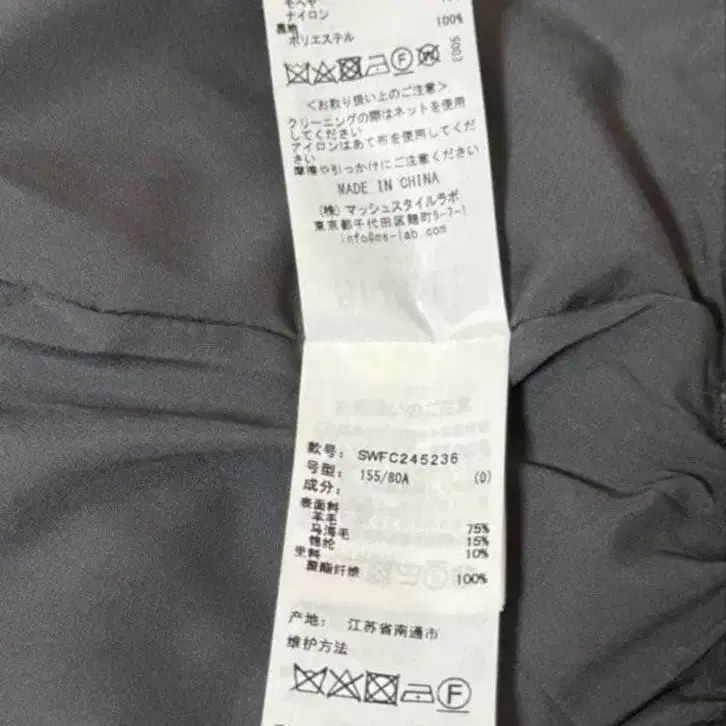 モヘヤ
ナイロン
裏地 100%
ポリエステル
9003
<お取り扱い上のご注意>
クリーニングの際はネットを使用
してください
アイロンはあて布を使用してくだ
さい
摩擦や引っかけにご注意ください
MADE IN CHINA
(株) マッシュスタイルラボ
東京都千代田区麹町5-7-1
info@ms-lab.com
款号: SWFC245236
号型: 155/80A (0)
成分:
表面料
羊毛 75%
马海毛 15%
锦纶 10%
里料
聚酯纤维 100%
产地: 江苏省南通市
维护方法
F